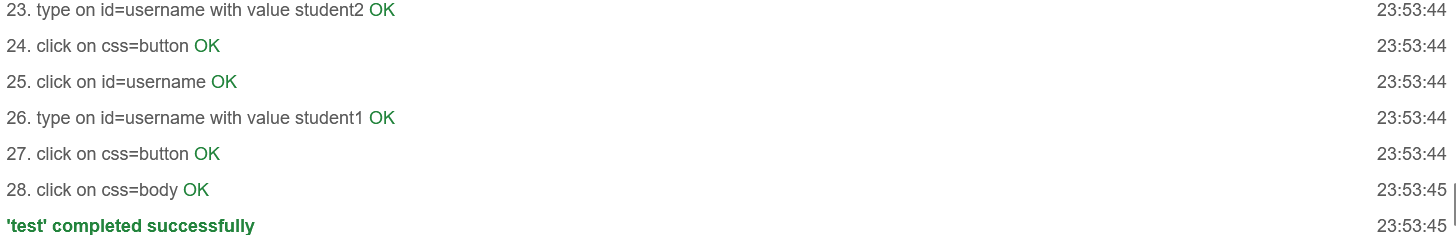 23. type on id=username with value student2 OK 23:53:44
24. click on css=button OK 23:53:44
25. click on id=username OK 23:53:44
26. type on id=username with value student1 OK 23:53:44
27. click on css=button OK 23:53:44
28. click on css=body OK 23:53:45
'test' completed successfully 23:53:45